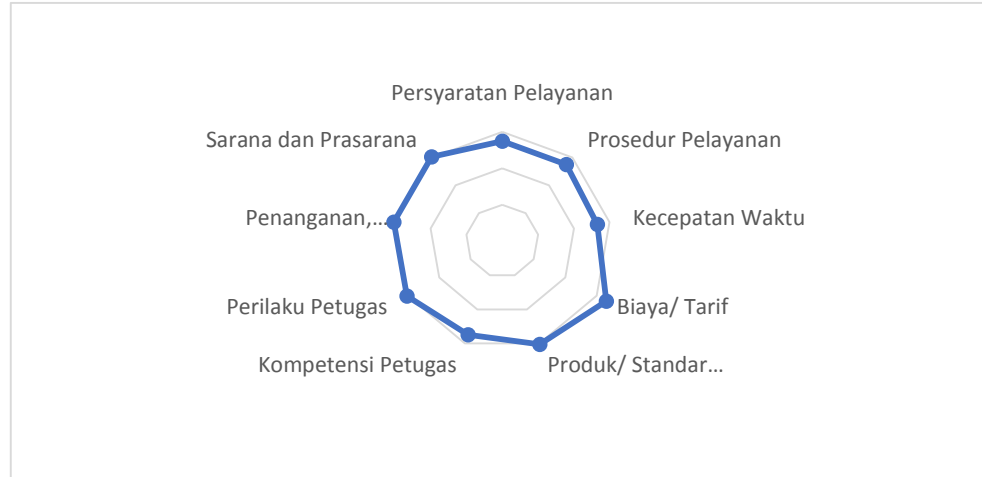 Persyaratan Pelayanan
Sarana dan Prasarana
Prosedur Pelayanan
Penanganan,...
Kecepatan Waktu
Perilaku Petugas
Biaya/ Tarif
Kompetensi Petugas
Produk/ Standar...